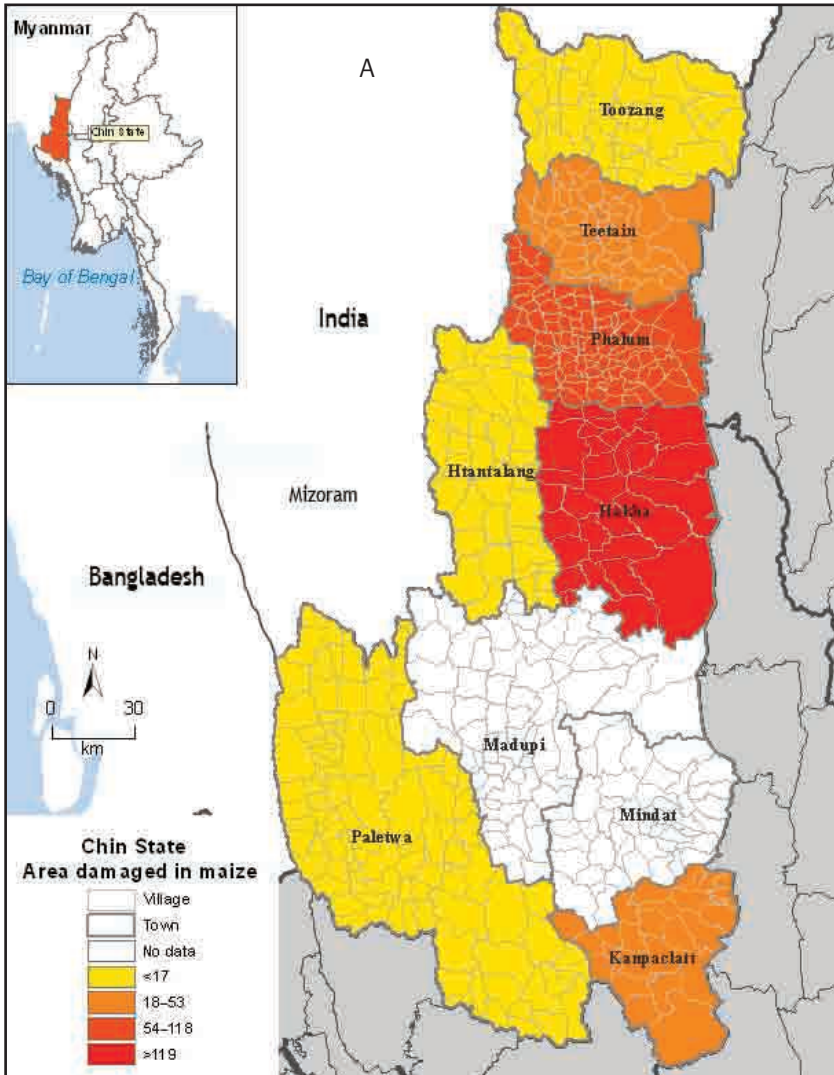 Myanmar
Chin State
Bay of Bengal
A
Toozang
Teetain
India
Phalum
Htantalang
Mizoram
Hakha
Bangladesh
N
0 30
km
Madupi
Mindat
Paletwa
Kanpaclatt
Chin State
Area damaged in maize
Village
Town
No data
<17
18–53
54–118
>119